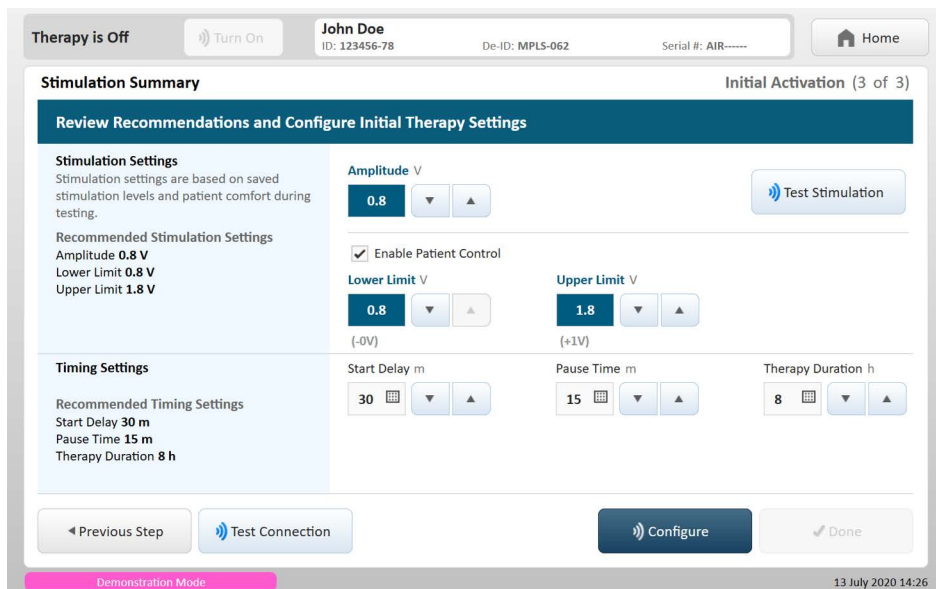 Therapy is Off
Turn On
John Doe
ID: 123456-78 De-ID: MPLS-062 Serial #: AIR------
Home
Stimulation Summary
Initial Activation (3 of 3)
Review Recommendations and Configure Initial Therapy Settings
Stimulation Settings
Stimulation settings are based on saved
stimulation levels and patient comfort during
testing.
Recommended Stimulation Settings
Amplitude 0.8 V
Lower Limit 0.8 V
Upper Limit 1.8 V
Amplitude V
0.8
Test Stimulation
Enable Patient Control
Lower Limit V Upper Limit V
0.8 1.8
(-0V) (+1V)
Timing Settings
Recommended Timing Settings
Start Delay 30 m
Pause Time 15 m
Therapy Duration 8 h
Start Delay m Pause Time m Therapy Duration h
30 15 8
Previous Step Test Connection Configure Done
Demonstration Mode 13 July 2020 14:26